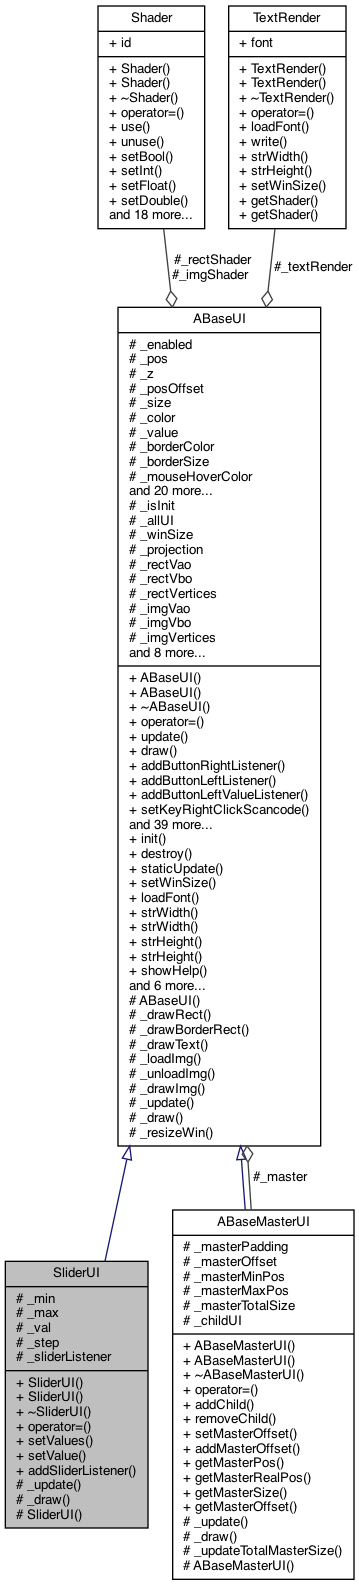 Shader
+ id
+ Shader()
+ Shader()
+ ~Shader()
+ operator=()
+ use()
+ unuse()
+ setBool()
+ setInt()
+ setFloat()
+ setDouble()
and 18 more...
TextRender
+ font
+ TextRender()
+ TextRender()
+ ~TextRender()
+ operator=()
+ loadFont()
+ write()
+ strWidth()
+ strHeight()
+ setWinSize()
+ getShader()
+ getShader()
#_rectShader
#_imgShader
#_textRender
ABaseUI
# _enabled
# _pos
# _z
# _posOffset
# _size
# _color
# _value
# _borderColor
# _borderSize
# _mouseHoverColor
and 20 more...
# _isInit
# _allUI
# _winSize
# _projection
# _rectVao
# _rectVbo
# _rectVertices
# _imgVao
# _imgVbo
# _imgVertices
and 8 more...
+ ABaseUI()
+ ABaseUI()
+ ~ABaseUI()
+ operator=()
+ update()
+ draw()
+ addButtonRightListener()
+ addButtonLeftListener()
+ addButtonLeftValueListener()
+ setKeyRightClickScancode()
and 39 more...
+ init()
+ destroy()
+ staticUpdate()
+ setWinSize()
+ loadFont()
+ strWidth()
+ strWidth()
+ strHeight()
+ strHeight()
+ showHelp()
and 6 more...
# ABaseUI()
# _drawRect()
# _drawBorderRect()
# _drawText()
# _loadImg()
# _unloadImg()
# _drawImg()
# _update()
# _draw()
# _resizeWin()
#_master
SliderUI
# _min
# _max
# _val
# _step
# _sliderListener
+ SliderUI()
+ SliderUI()
+ ~SliderUI()
+ operator=()
+ setValues()
+ setValue()
+ addSliderListener()
# _update()
# _draw()
# SliderUI()
ABaseMasterUI
# _masterPadding
# _masterOffset
# _masterMinPos
# _masterMaxPos
# _masterTotalSize
# _childUI
+ ABaseMasterUI()
+ ABaseMasterUI()
+ ~ABaseMasterUI()
+ operator=()
+ addChild()
+ removeChild()
+ setMasterOffset()
+ addMasterOffset()
+ getMasterPos()
+ getMasterRealPos()
+ getMasterSize()
+ getMasterOffset()
# _update()
# _draw()
# _updateTotalMasterSize()
# ABaseMasterUI()